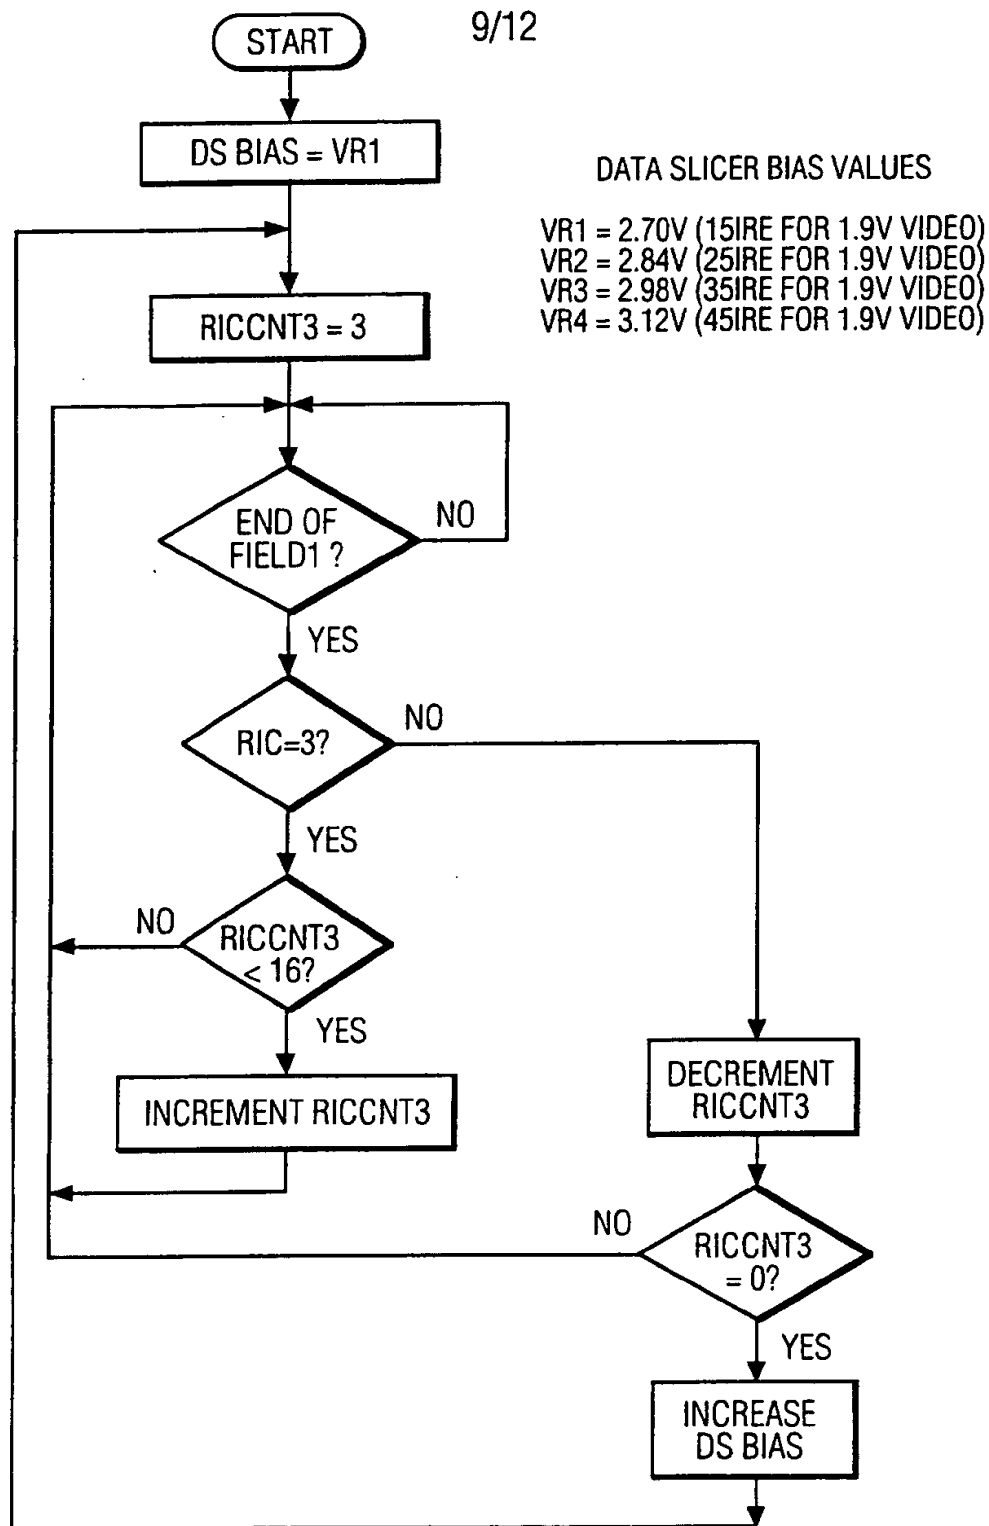 9/12
START
DS BIAS = VR1
DATA SLICER BIAS VALUES
VR1 = 2.70V (15IRE FOR 1.9V VIDEO)
VR2 = 2.84V (25IRE FOR 1.9V VIDEO)
VR3 = 2.98V (35IRE FOR 1.9V VIDEO)
VR4 = 3.12V (45IRE FOR 1.9V VIDEO)
RICCNT3 = 3
END OF
FIELD1 ?
NO
YES
RIC=3?
NO
YES
RICCNT3
< 16?
NO
YES
INCREMENT RICCNT3
DECREMENT
RICCNT3
RICCNT3
= 0?
NO
YES
INCREASE
DS BIAS